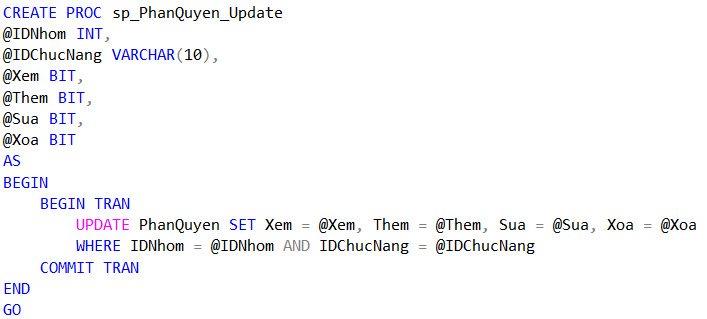 CREATE PROC sp_PhanQuyen_Update
@IDNhom INT,
@IDChucNang VARCHAR(10),
@Xem BIT,
@Them BIT,
@Sua BIT,
@Xoa BIT
AS
BEGIN
    BEGIN TRAN
        UPDATE PhanQuyen SET Xem = @Xem, Them = @Them, Sua = @Sua, Xoa = @Xoa
        WHERE IDNhom = @IDNhom AND IDChucNang = @IDChucNang
    COMMIT TRAN
END
GO